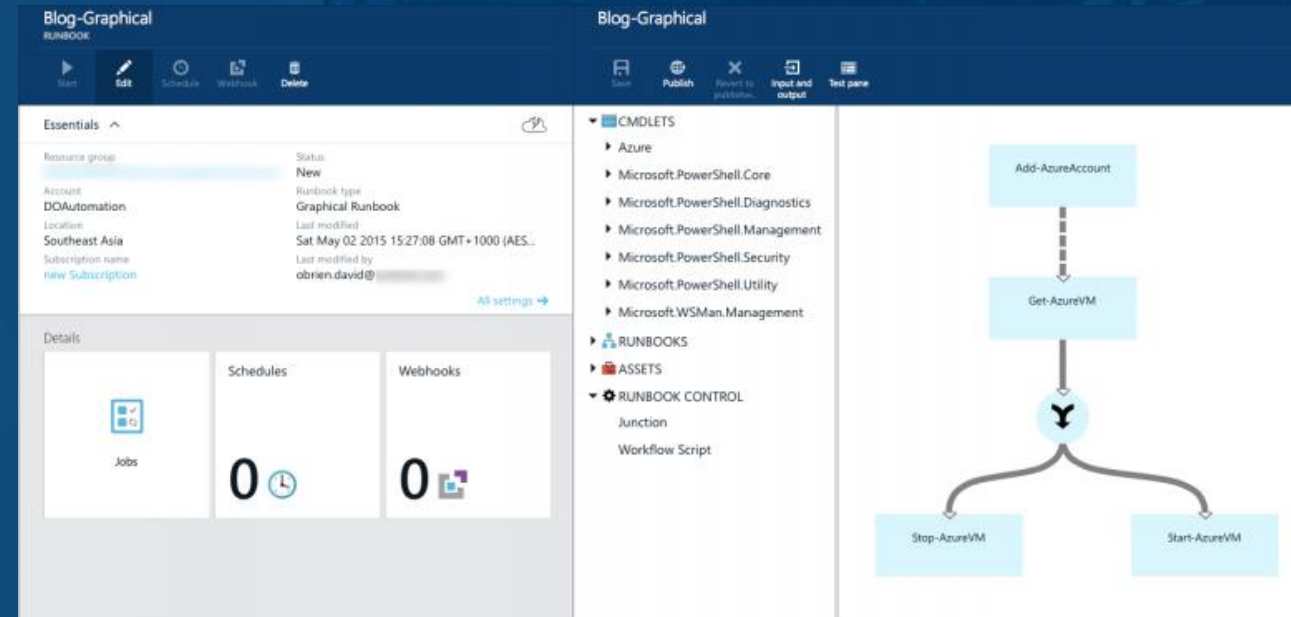 Blog-Graphical
RUNBOOK
Start
Edit
Schedule
Webhook
Delete
Essentials
Resource group
Status
New
Account
DOAutomation
Runbook type
Graphical Runbook
Location
Southeast Asia
Last modified
Sat May 02 2015 15:27:08 GMT+1000 (AES...
Subscription name
new Subscription
Last modified by
obrien.david@
All settings
Details
Jobs
Schedules
0
Webhooks
0
Blog-Graphical
Save
Publish
Revert to
publishe...
Input and
output
Test pane
CMDLETS
Azure
Microsoft.PowerShell.Core
Microsoft.PowerShell.Diagnostics
Microsoft.PowerShell.Management
Microsoft.PowerShell.Security
Microsoft.PowerShell.Utility
Microsoft.WSMan.Management
RUNBOOKS
ASSETS
RUNBOOK CONTROL
Junction
Workflow Script
Add-AzureAccount
Get-AzureVM
Stop-AzureVM
Start-AzureVM